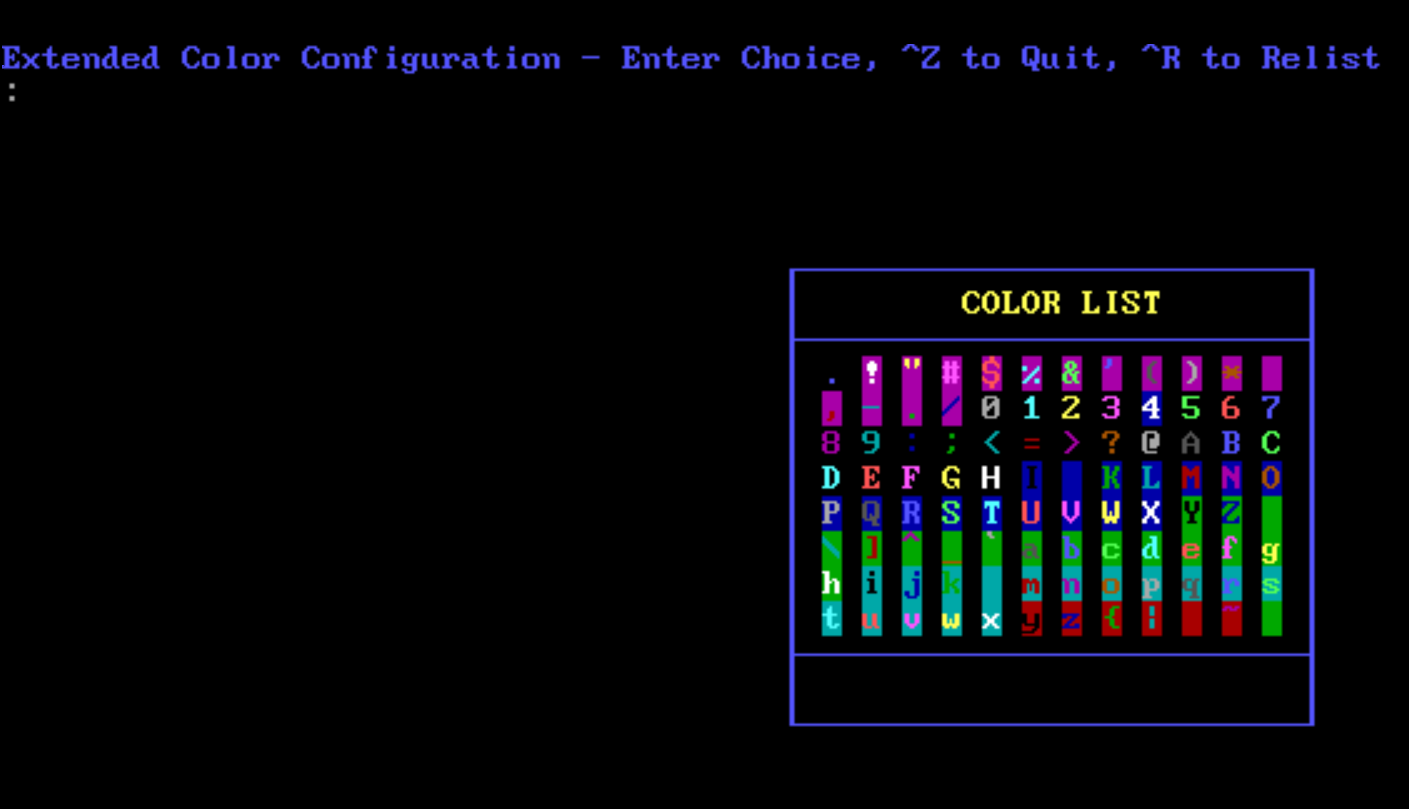 Extended Color Configuration - Enter Choice, ^Z to Quit, ^R to Relist
:
COLOR LIST
. ! " # $ % & ' ( ) *
, - . / 0 1 2 3 4 5 6 7
8 9 : ; < = > ? @ A B C
D E F G H I K L M N O
P Q R S T U V W X Y Z
\ ] ^ _ ` a b c d e f g
h i j k m n o p q r s
t u v w x y z { | ~